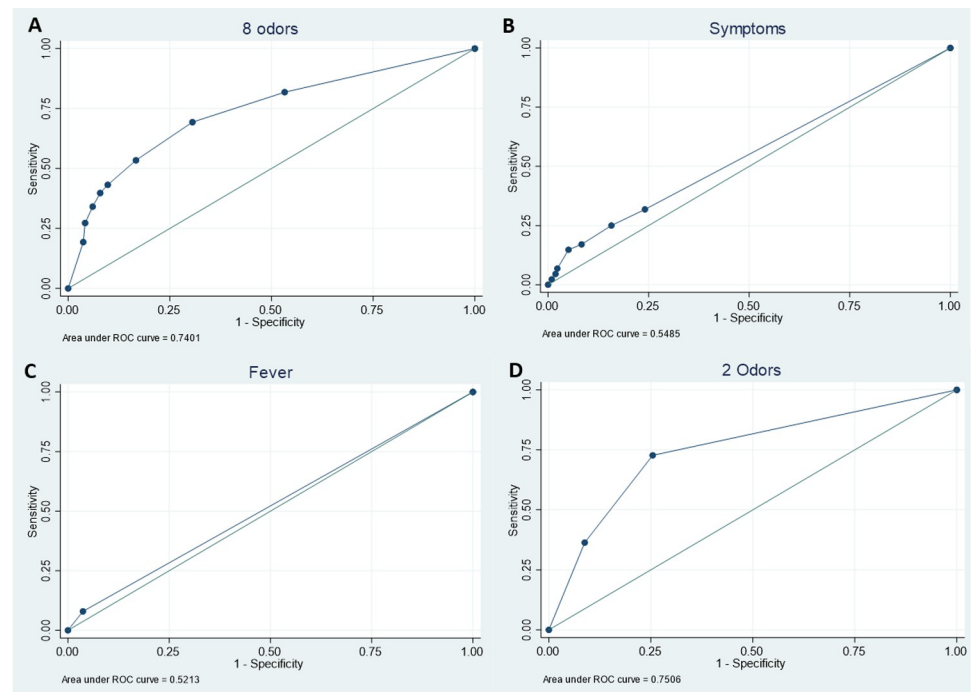 A
8 odors
1.00
0.75
0.50
0.25
0.00
Sensitivity
0.00 0.25 0.50 0.75 1.00
1 - Specificity
Area under ROC curve = 0.7401
B
Symptoms
1.00
0.75
0.50
0.25
0.00
Sensitivity
0.00 0.25 0.50 0.75 1.00
1 - Specificity
Area under ROC curve = 0.5485
C
Fever
1.00
0.75
0.50
0.25
0.00
Sensitivity
0.00 0.25 0.50 0.75 1.00
1 - Specificity
Area under ROC curve = 0.5213
D
2 Odors
1.00
0.75
0.50
0.25
0.00
Sensitivity
0.00 0.25 0.50 0.75 1.00
1 - Specificity
Area under ROC curve = 0.7506